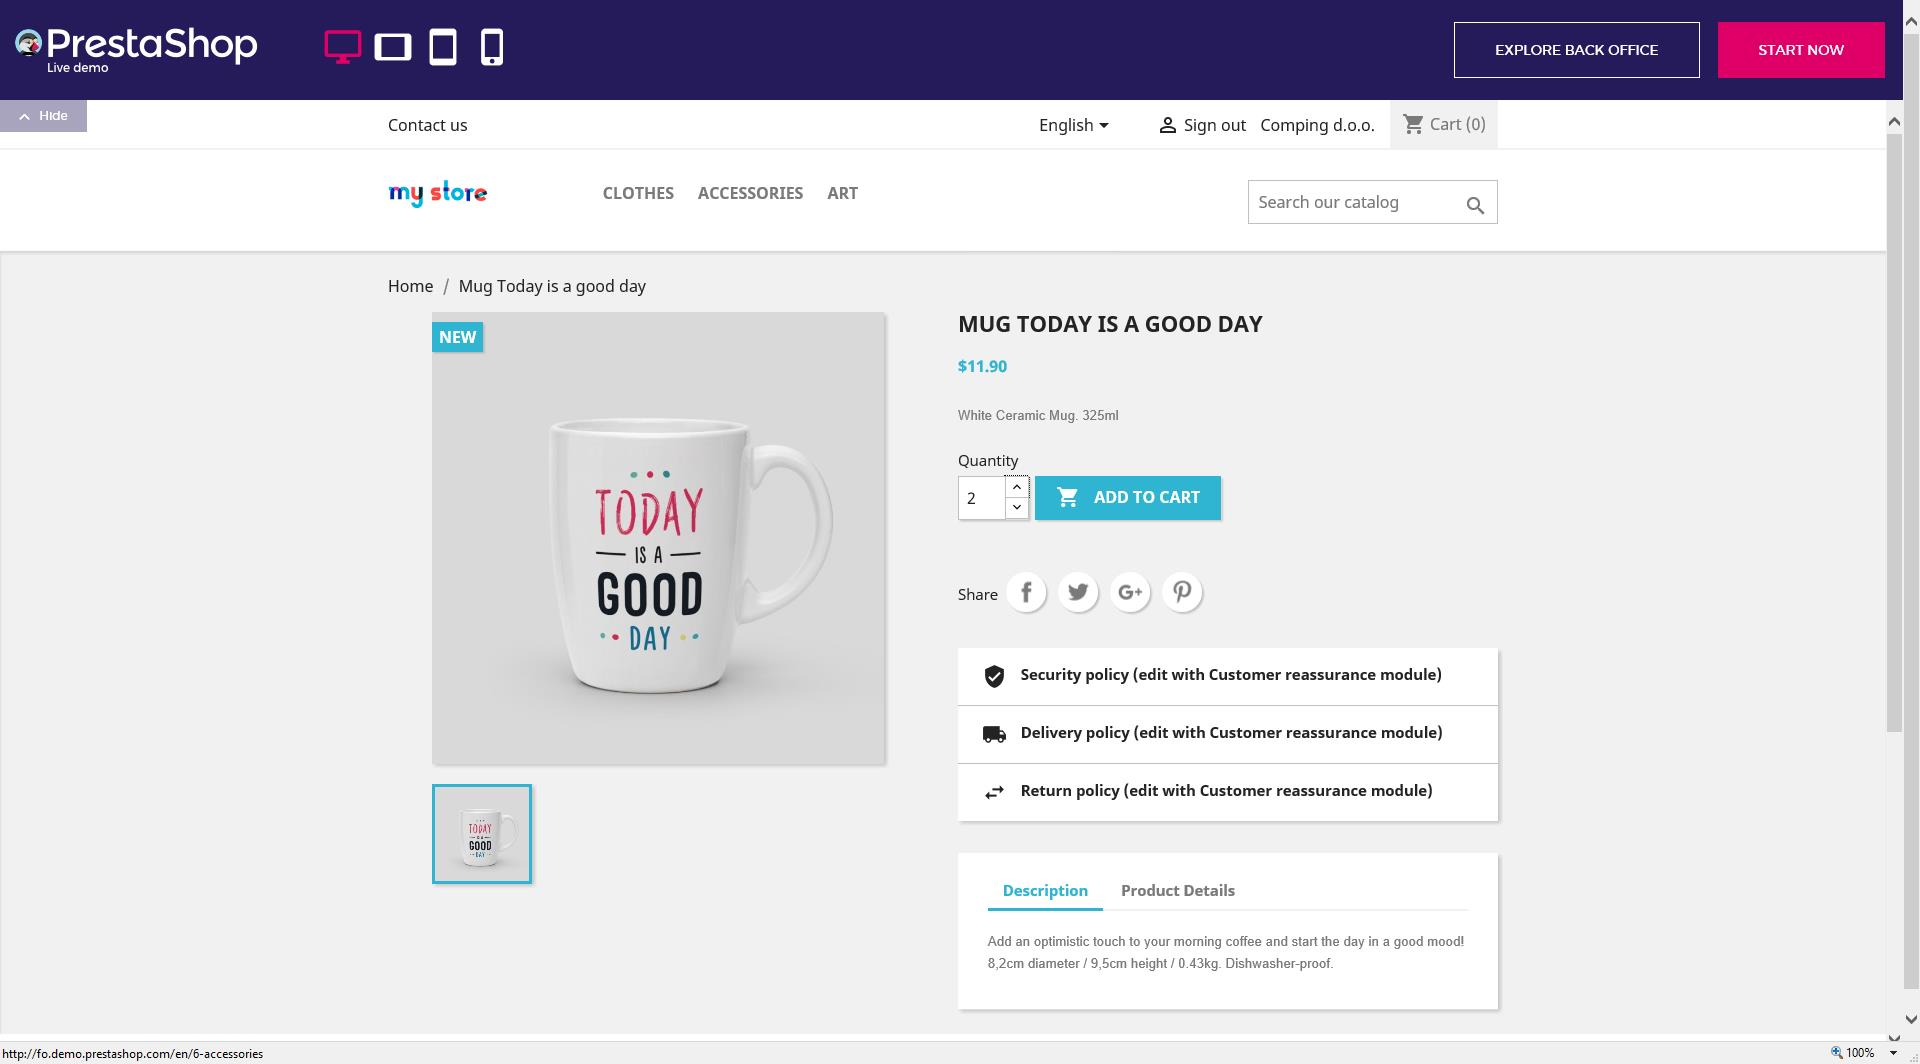 PrestaShop
Live demo
EXPLORE BACK OFFICE
START NOW
Hide
Contact us
English
Sign out
Comping d.o.o.
Cart (0)
my store
CLOTHES
ACCESSORIES
ART
Search our catalog
Home / Mug Today is a good day
NEW
TODAY
IS A
GOOD
DAY
TODAY
IS A
GOOD
DAY
MUG TODAY IS A GOOD DAY
$11.90
White Ceramic Mug. 325ml
Quantity
2
ADD TO CART
Share
Security policy (edit with Customer reassurance module)
Delivery policy (edit with Customer reassurance module)
Return policy (edit with Customer reassurance module)
Description
Product Details
Add an optimistic touch to your morning coffee and start the day in a good mood!
8,2cm diameter / 9,5cm height / 0.43kg. Dishwasher-proof.
http://fo.demo.prestashop.com/en/6-accessories
100%